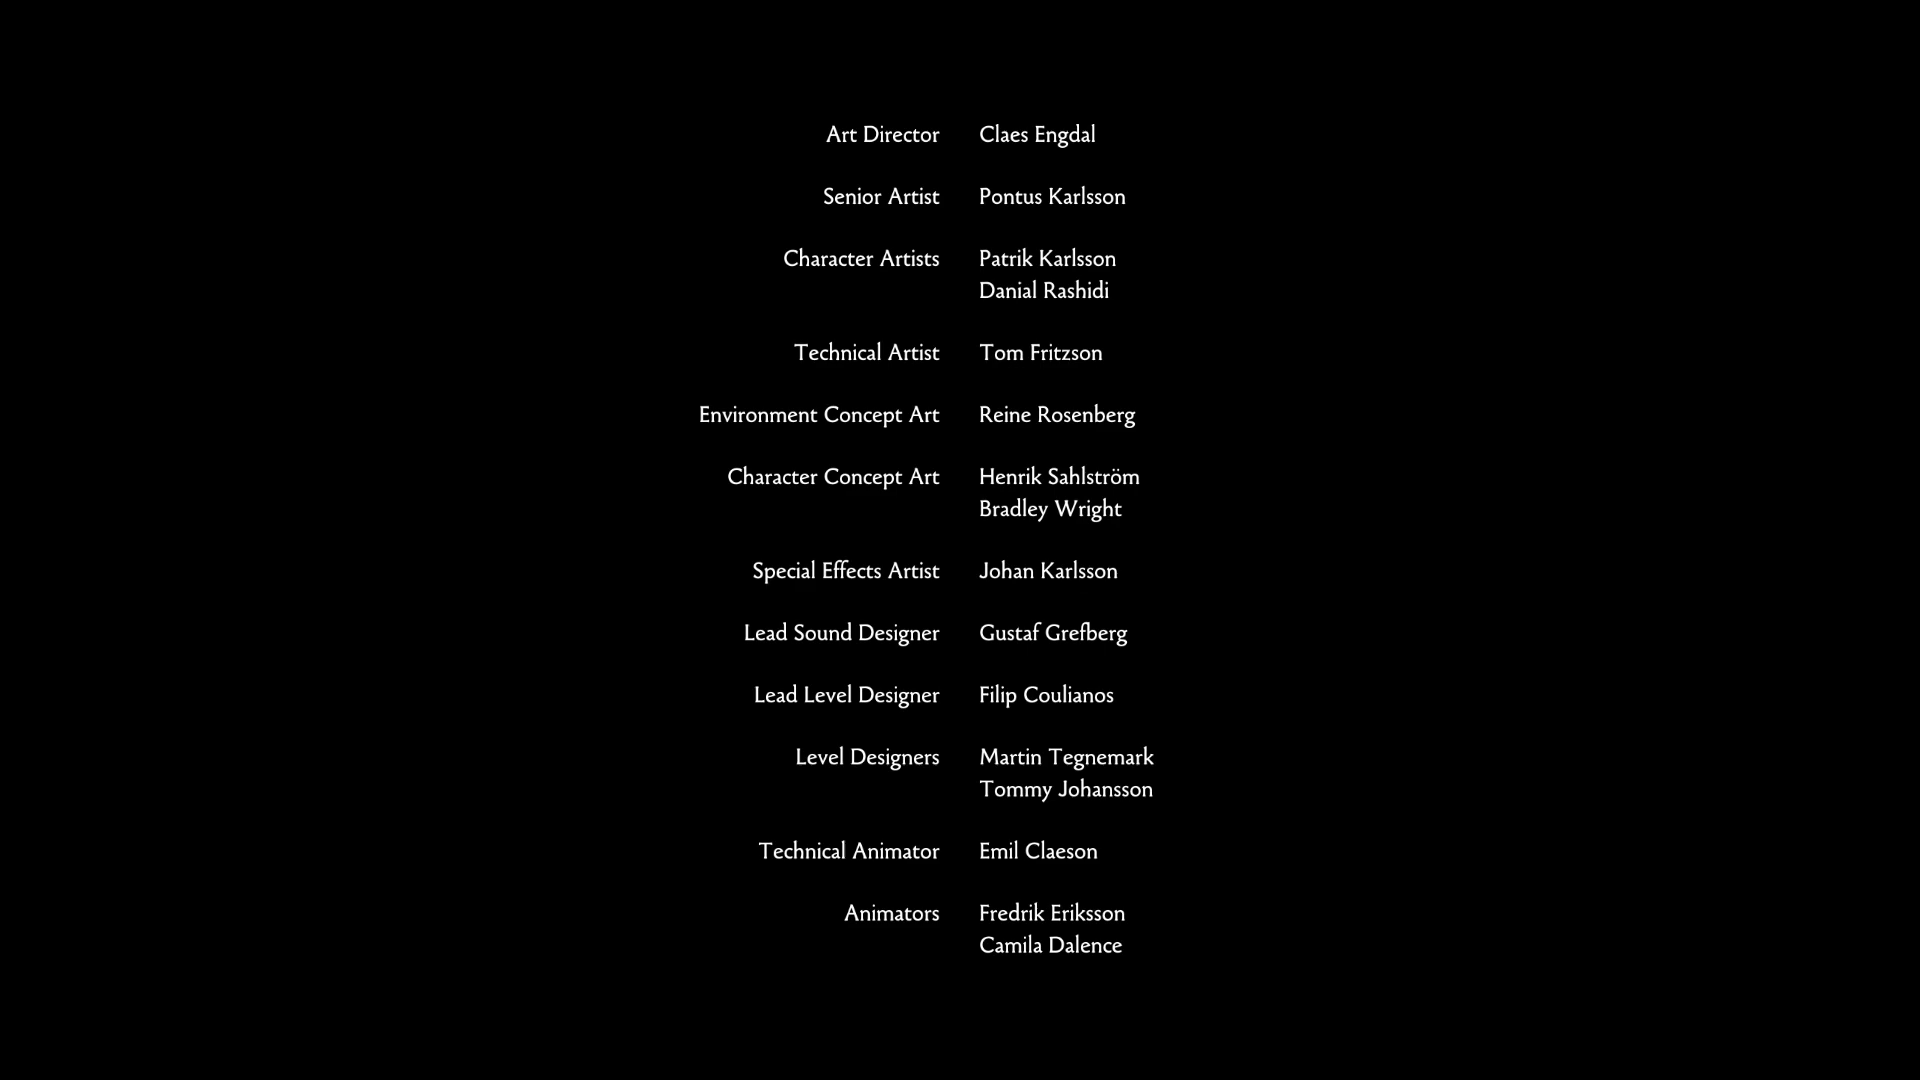 Art Director Claes Engdal
Senior Artist Pontus Karlsson
Character Artists Patrik Karlsson
Danial Rashidi
Technical Artist Tom Fritzson
Environment Concept Art Reine Rosenberg
Character Concept Art Henrik Sahlström
Bradley Wright
Special Effects Artist Johan Karlsson
Lead Sound Designer Gustaf Grefberg
Lead Level Designer Filip Coulianos
Level Designers Martin Tegnemark
Tommy Johansson
Technical Animator Emil Claeson
Animators Fredrik Eriksson
Camila Dalence